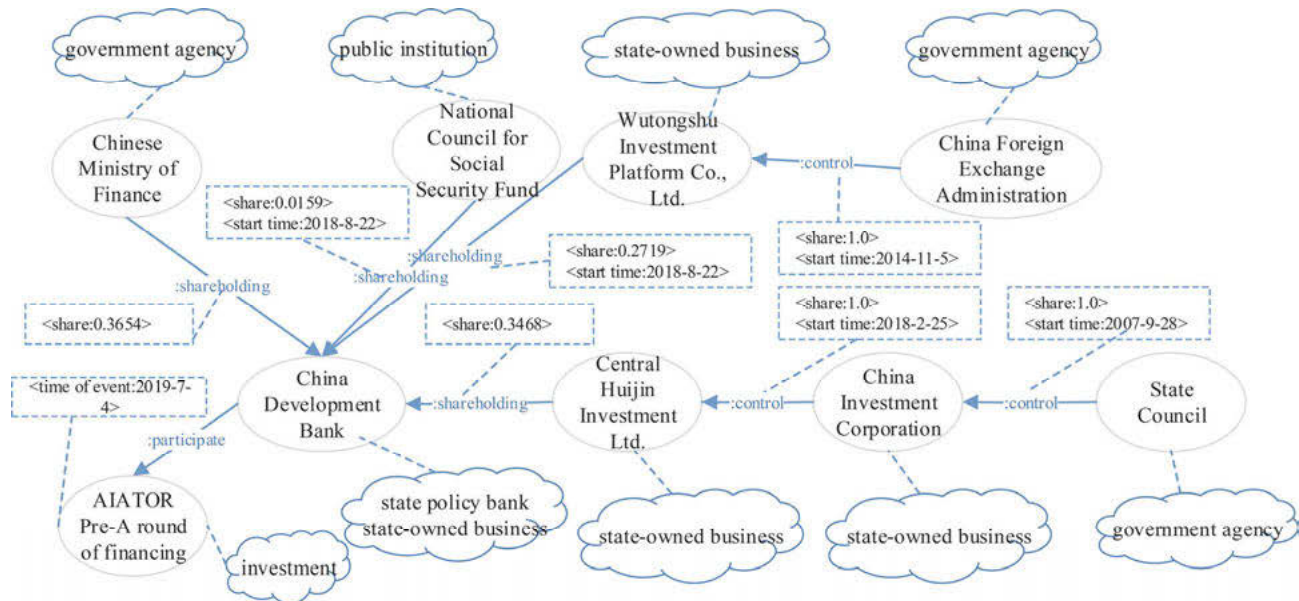 government agency
public institution
state-owned business
government agency
Chinese
Ministry of
Finance
National
Council for
Social
Security Fund
Wutongshu
Investment
Platform Co.,
Ltd.
:control
China Foreign
Exchange
Administration
<share:0.0159>
<start time:2018-8-22>
:shareholding
<share:0.2719>
<start time:2018-8-22>
<share:1.0>
<start time:2014-11-5>
:shareholding
:shareholding
<share:0.3654>
<share:0.3468>
<share:1.0>
<start time:2018-2-25>
<share:1.0>
<start time:2007-9-28>
<time of event:2019-7-
4>
China
Development
Bank
:shareholding
Central
Huijin
Investment
Ltd.
:control
China
Investment
Corporation
:control
State
Council
:participate
AIATOR
Pre-A round
of financing
investment
state policy bank
state-owned business
state-owned business
state-owned business
government agency